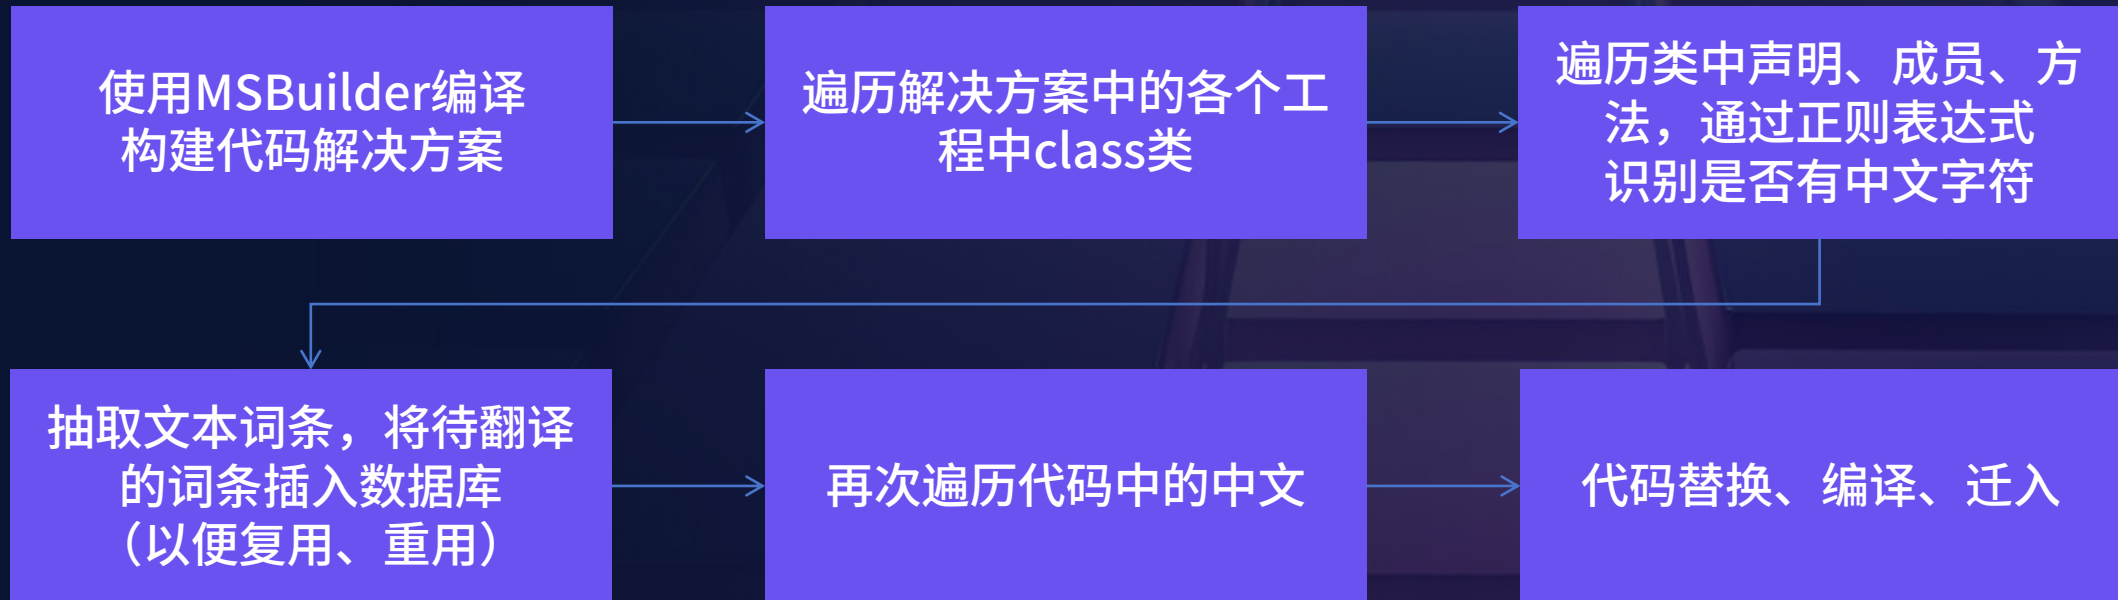 使用MSBuilder编译
构建代码解决方案
遍历解决方案中的各个工
程中class类
遍历类中声明、成员、方
法，通过正则表达式
识别是否有中文字符
抽取文本词条，将待翻译
的词条插入数据库
（以便复用、重用）
再次遍历代码中的中文
代码替换、编译、迁入